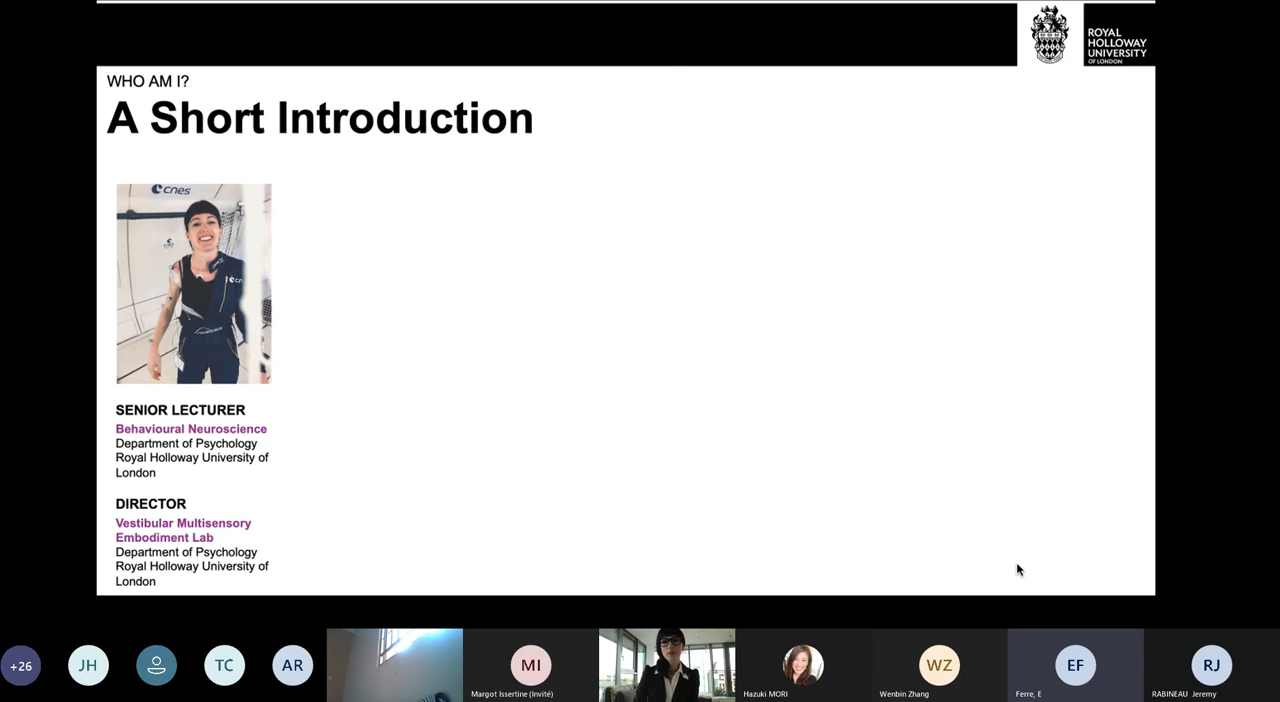 ROYAL
HOLLOWAY
UNIVERSITY
OF LONDON
WHO AM I?
A Short Introduction
cnes
cnes
SENIOR LECTURER
Behavioural Neuroscience
Department of Psychology
Royal Holloway University of
London
DIRECTOR
Vestibular Multisensory
Embodiment Lab
Department of Psychology
Royal Holloway University of
London
+26
JH
TC
AR
MI
Margot Issertine (Invité)
Hazuki MORI
WZ
Wenbin Zhang
EF
Ferre, E
RJ
RABINEAU Jeremy